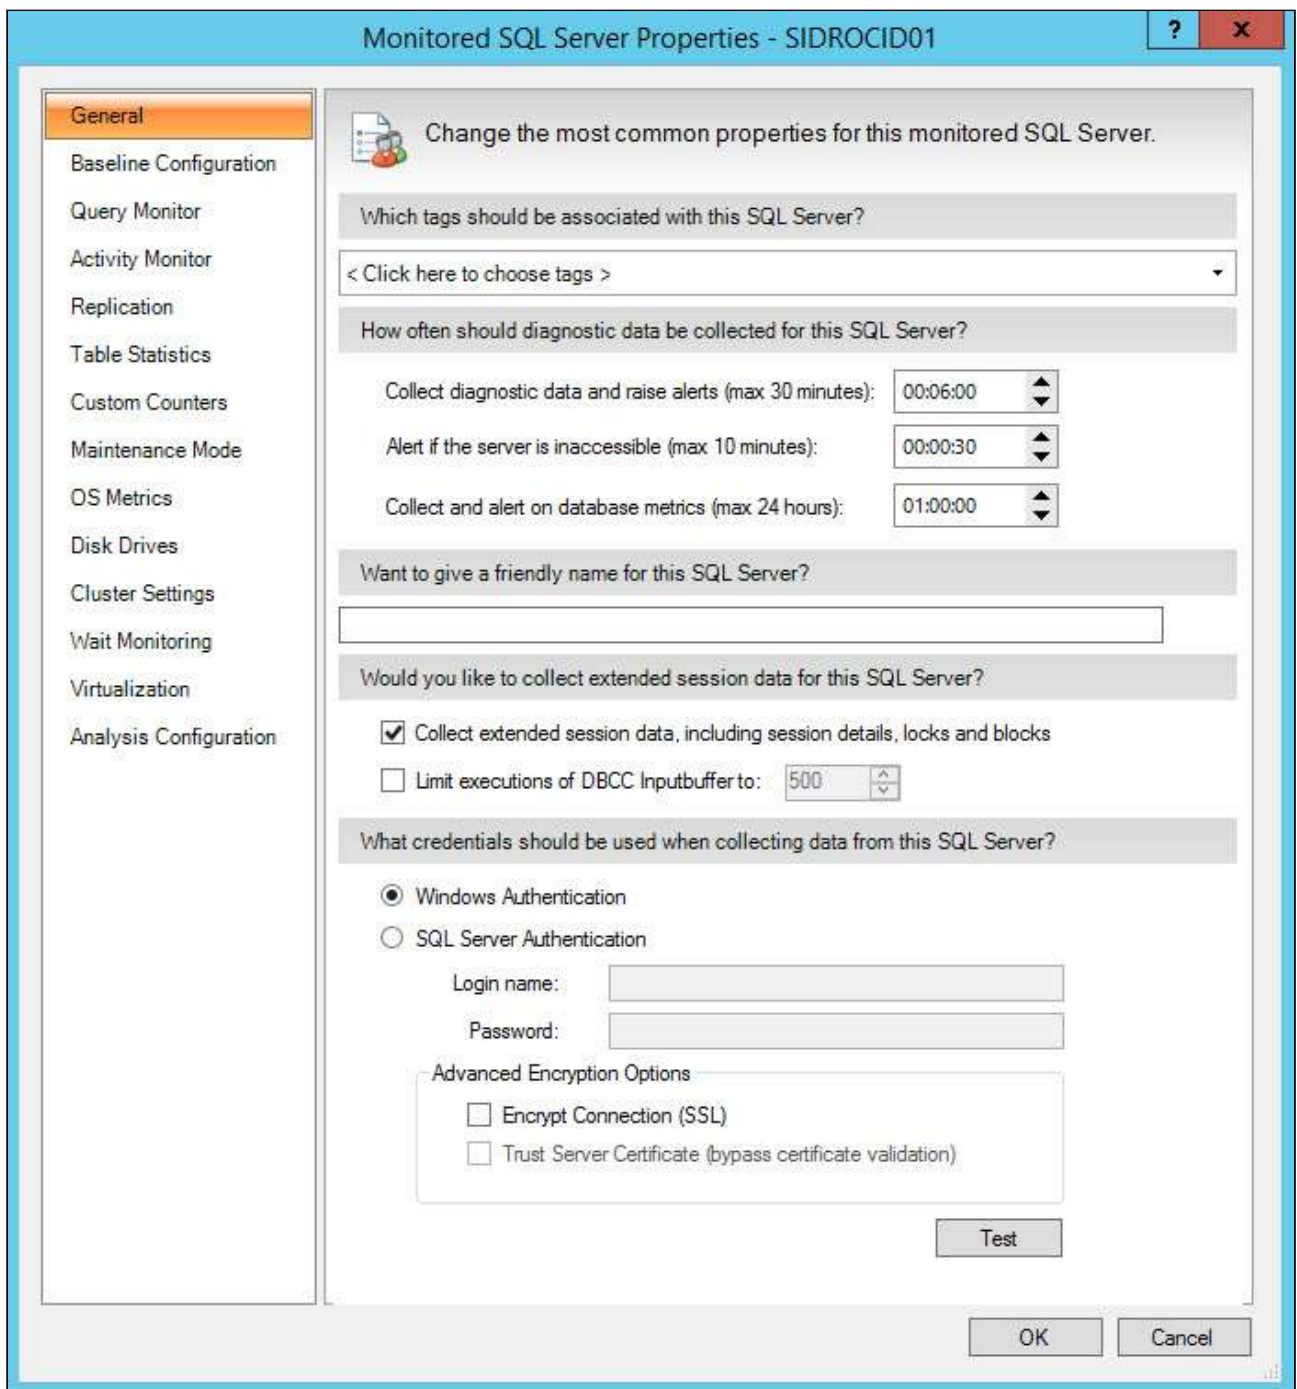 Monitored SQL Server Properties - SIDROCID01
?
x
General
Baseline Configuration
Query Monitor
Activity Monitor
Replication
Table Statistics
Custom Counters
Maintenance Mode
OS Metrics
Disk Drives
Cluster Settings
Wait Monitoring
Virtualization
Analysis Configuration
Change the most common properties for this monitored SQL Server.
Which tags should be associated with this SQL Server?
< Click here to choose tags >
How often should diagnostic data be collected for this SQL Server?
Collect diagnostic data and raise alerts (max 30 minutes): 00:06:00
Alert if the server is inaccessible (max 10 minutes): 00:00:30
Collect and alert on database metrics (max 24 hours): 01:00:00
Want to give a friendly name for this SQL Server?
Would you like to collect extended session data for this SQL Server?
Collect extended session data, including session details, locks and blocks
Limit executions of DBCC Inputbuffer to: 500
What credentials should be used when collecting data from this SQL Server?
Windows Authentication
SQL Server Authentication
Login name:
Password:
Advanced Encryption Options
Encrypt Connection (SSL)
Trust Server Certificate (bypass certificate validation)
Test
OK Cancel